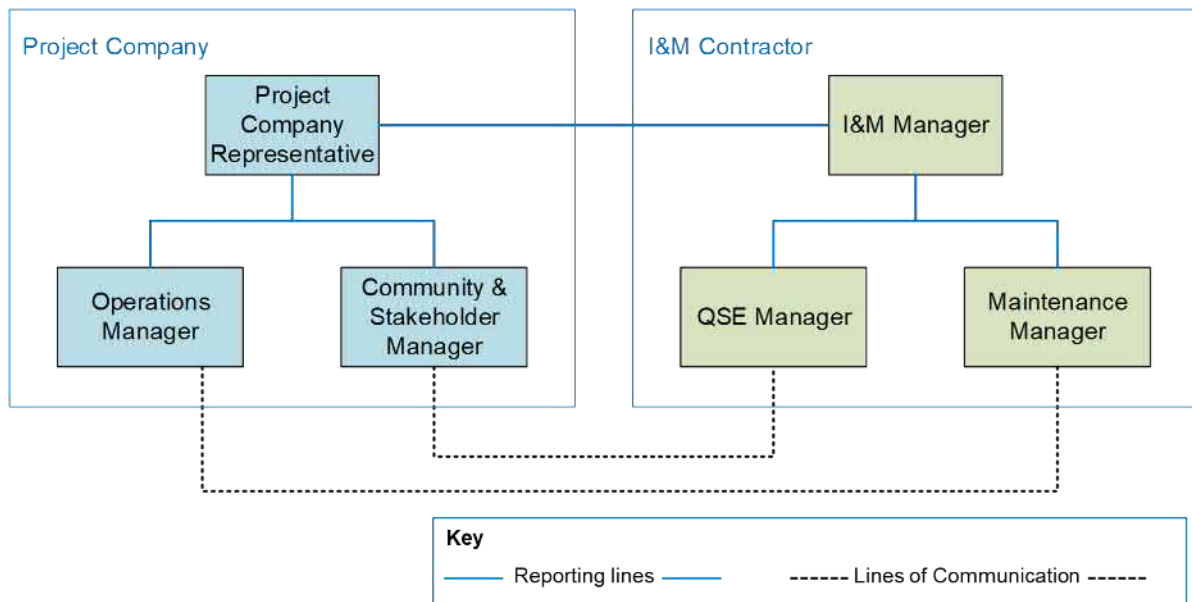 Project Company
I&M Contractor
Project
Company
Representative
I&M Manager
Operations
Manager
Community &
Stakeholder
Manager
QSE Manager
Maintenance
Manager
Key
Reporting lines
Lines of Communication